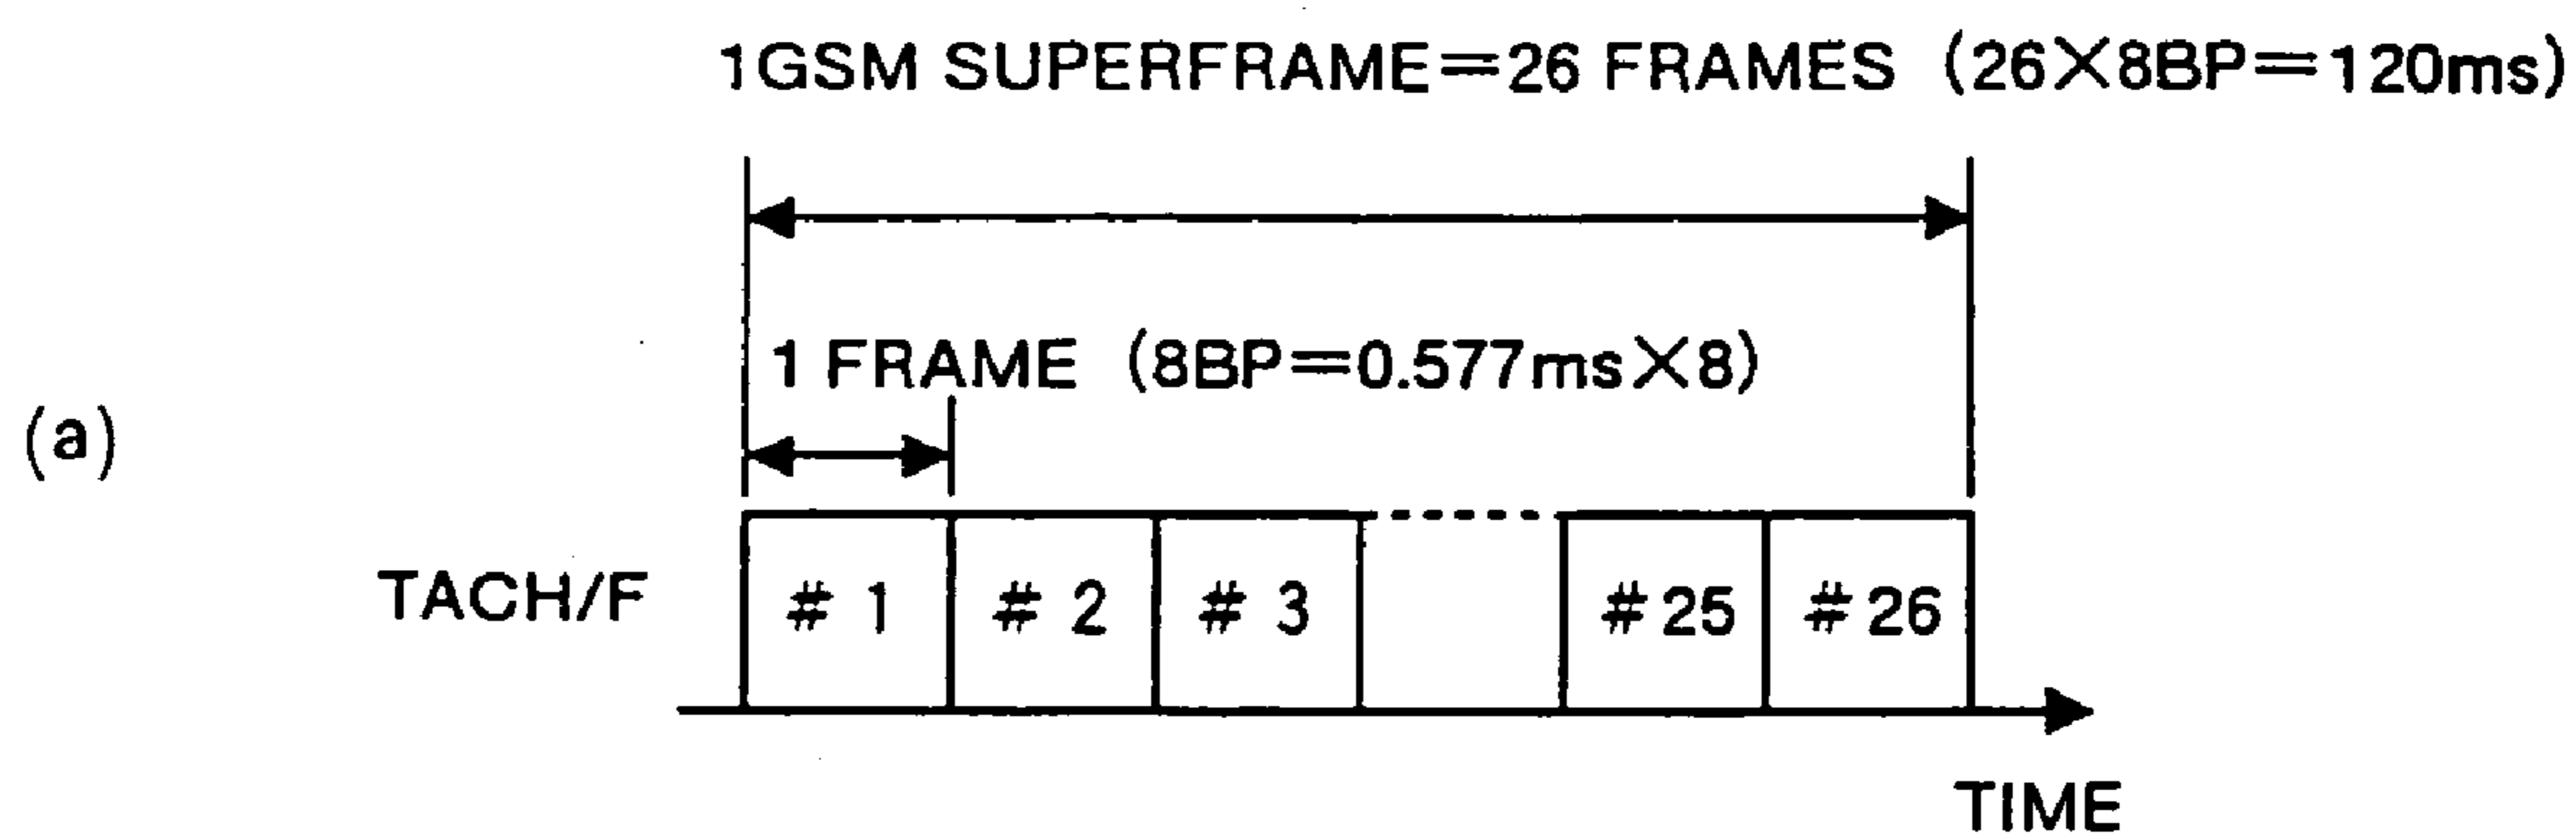 1GSM SUPERFRAME=26 FRAMES (26×8BP=120ms)
1 FRAME (8BP=0.577ms×8)
(a)
TACH/F # 1 # 2 # 3 #25 #26
TIME